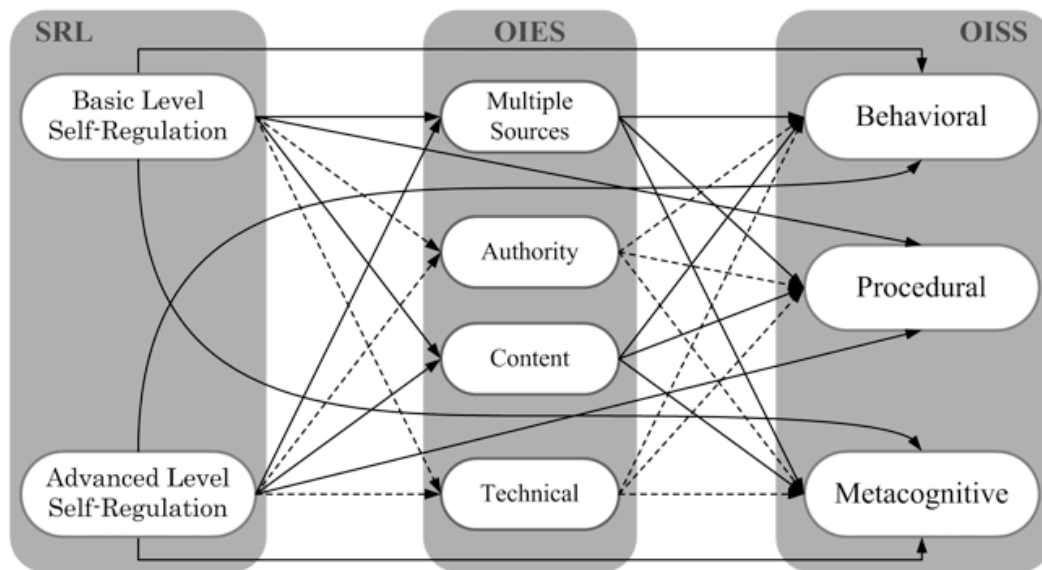 SRL
OIES
OISS
Basic Level
Self-Regulation
Multiple
Sources
Behavioral
Authority
Procedural
Content
Advanced Level
Self-Regulation
Technical
Metacognitive